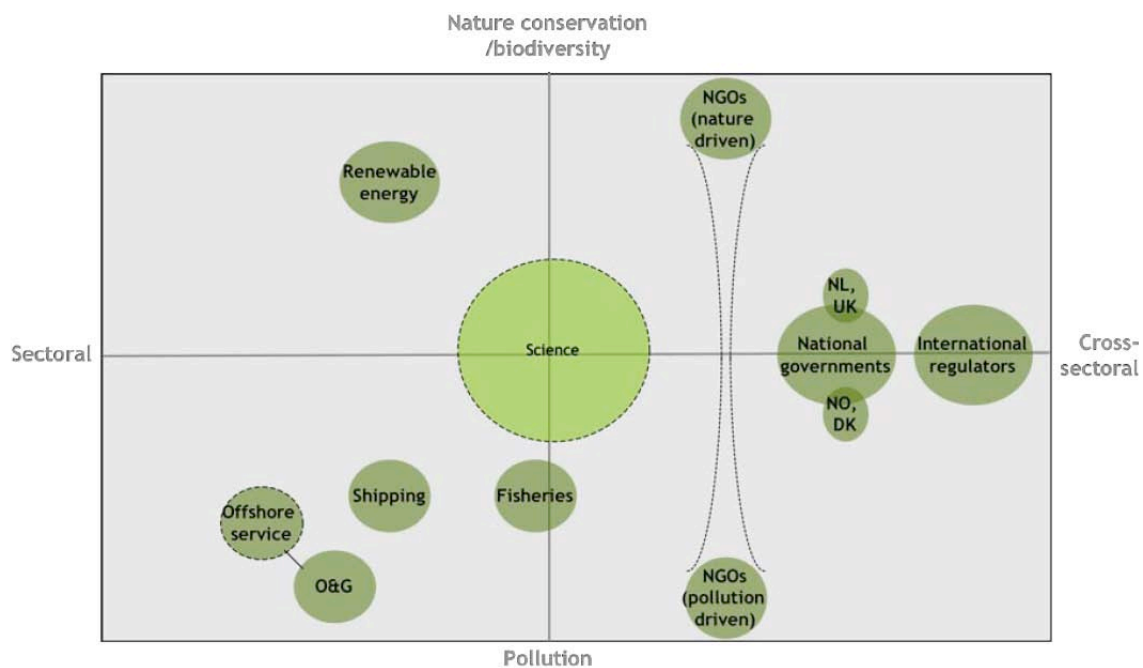 Nature conservation
/biodiversity
NGOs
(nature
driven)
Renewable
energy
NL,
UK
Sectoral
Science
National
governments
International
regulators
Cross-
sectoral
NO,
DK
Shipping
Fisheries
Offshore
service
O&G
NGOs
(pollution
driven)
Pollution